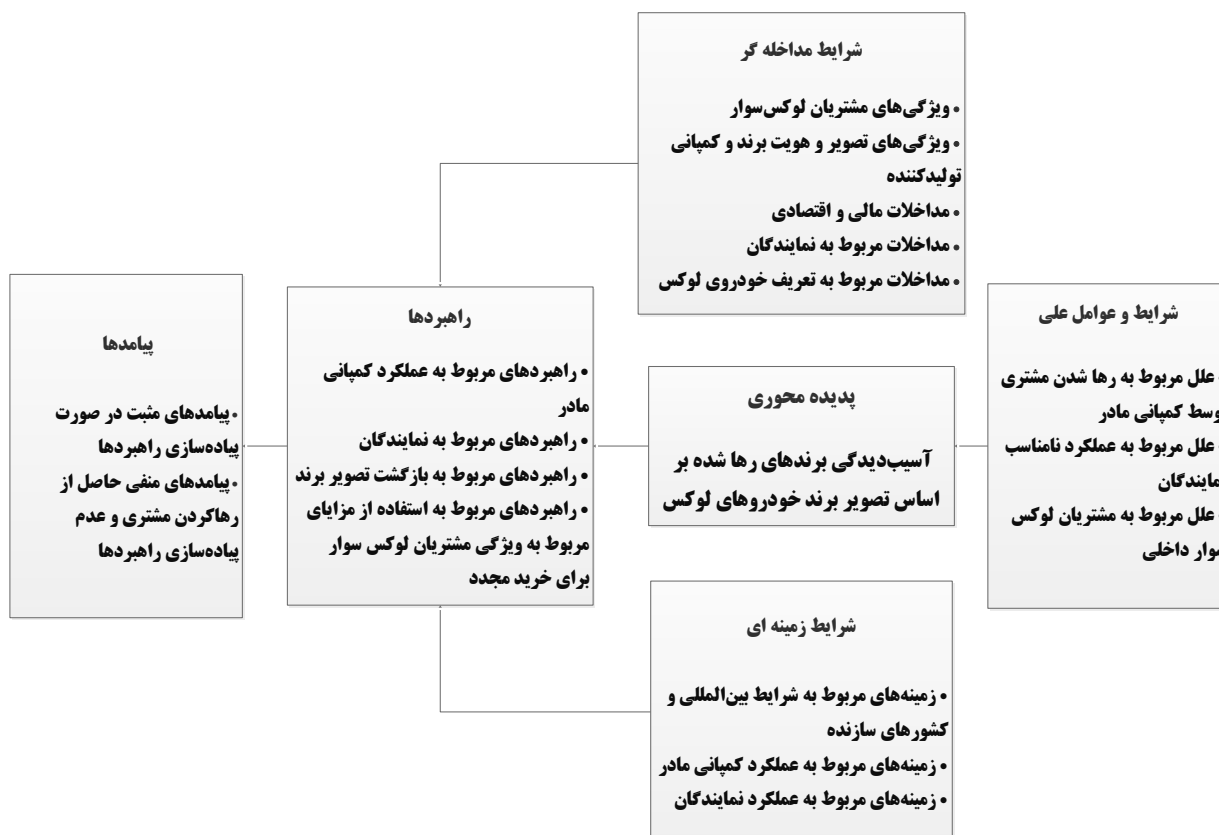 شرایط مداخله گر
• ویژگی‌های مشتریان لوکس‌سوار
• ویژگی‌های تصویر و هویت برند و کمپانی
تولیدکننده
• مداخلات مالی و اقتصادی
• مداخلات مربوط به نمایندگان
• مداخلات مربوط به تعریف خودروی لوکس
شرایط و عوامل علی
• علل مربوط به رها شدن مشتری
وسط کمپانی مادر
• علل مربوط به عملکرد نامناسب
مایندگان
• علل مربوط به مشتریان لوکس
سوار داخلی
پدیده محوری
آسیب‌دیدگی برندهای رها شده بر
اساس تصویر برند خودروهای لوکس
راهبردها
• راهبردهای مربوط به عملکرد کمپانی
مادر
• راهبردهای مربوط به نمایندگان
• راهبردهای مربوط به بازگشت تصویر برند
• راهبردهای مربوط به استفاده از مزایای
مربوط به ویژگی مشتریان لوکس سوار
برای خرید مجدد
پیامدها
• پیامدهای مثبت در صورت
پیاده‌سازی راهبردها
• پیامدهای منفی حاصل از
رهاکردن مشتری و عدم
پیاده‌سازی راهبردها
شرایط زمینه ای
• زمینه‌های مربوط به شرایط بین‌المللی و
کشورهای سازنده
• زمینه‌های مربوط به عملکرد کمپانی مادر
• زمینه‌های مربوط به عملکرد نمایندگان